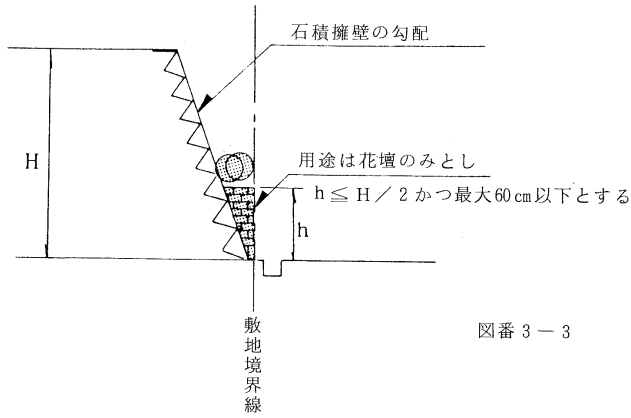 石積擁壁の勾配
H
用途は花壇のみとし
h≦H/2かつ最大60cm以下とする
h
敷地境界線
図番3-3